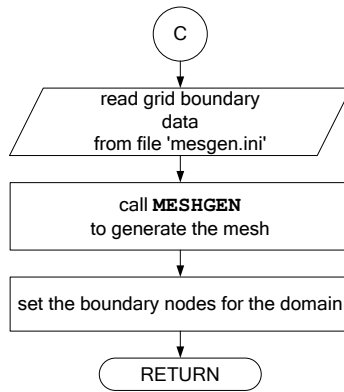 C
read grid boundary
data
from file 'mesgen.ini'
call MESHGEN
to generate the mesh
set the boundary nodes for the domain
RETURN